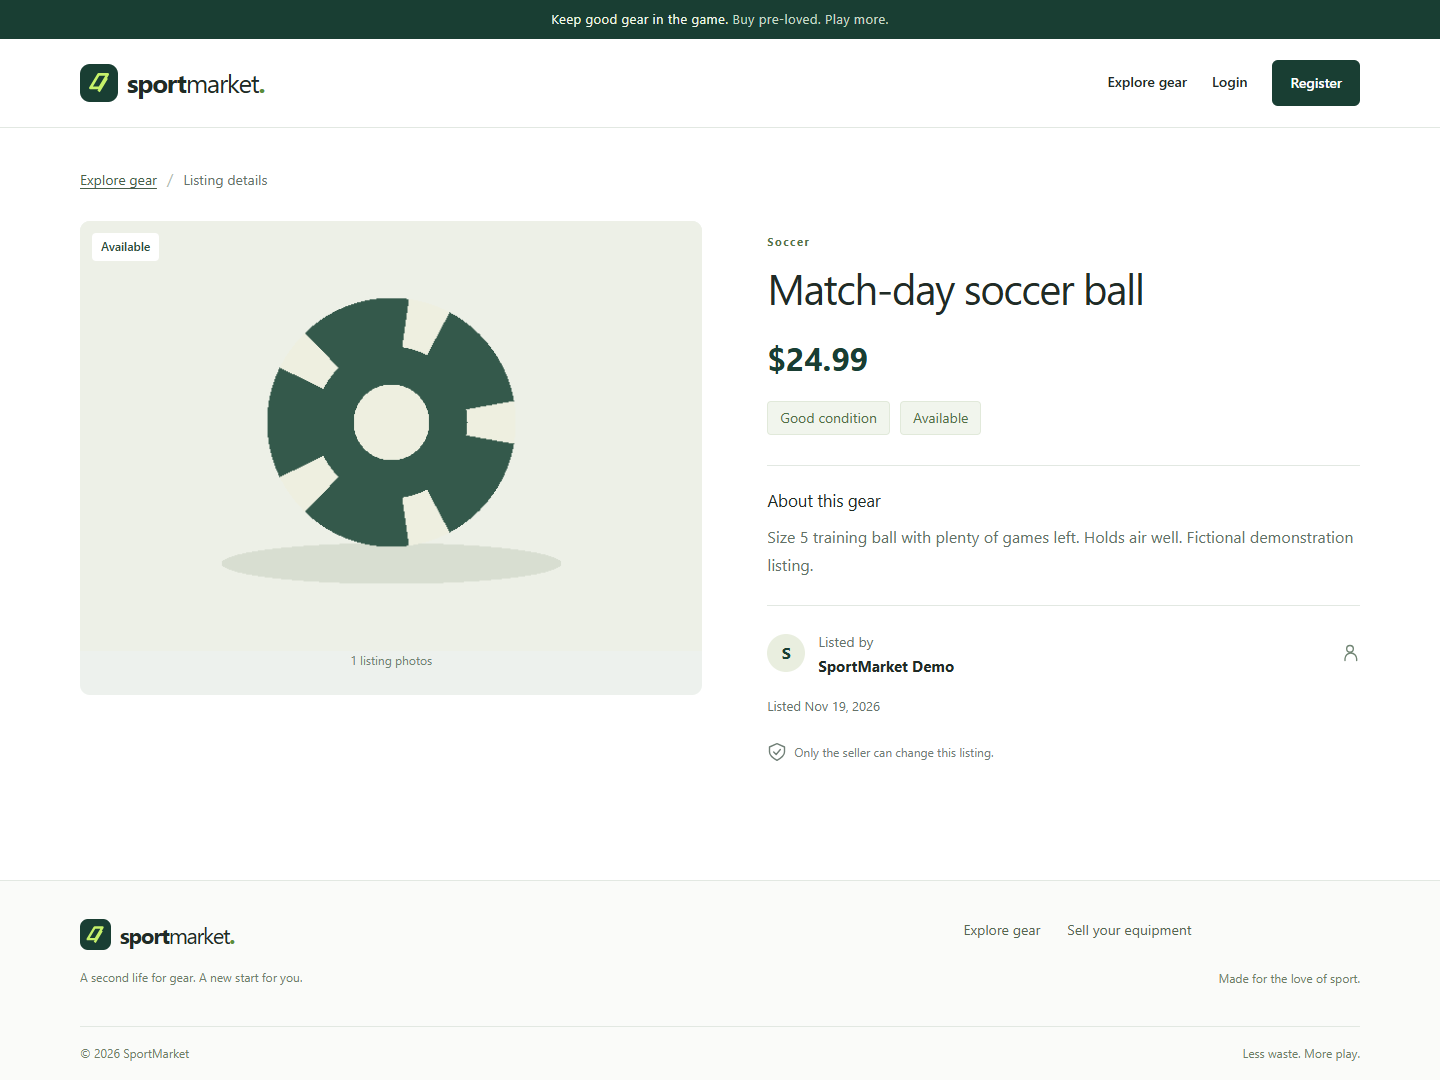 Keep good gear in the game. Buy pre-loved. Play more.
sportmarket.
Explore gear
Login
Register
Explore gear / Listing details
Available
1 listing photos
Soccer
Match-day soccer ball
$24.99
Good condition
Available
About this gear
Size 5 training ball with plenty of games left. Holds air well. Fictional demonstration
listing.
S
Listed by
SportMarket Demo
Listed Nov 19, 2026
Only the seller can change this listing.
sportmarket.
Explore gear
Sell your equipment
A second life for gear. A new start for you.
Made for the love of sport.
© 2026 SportMarket
Less waste. More play.